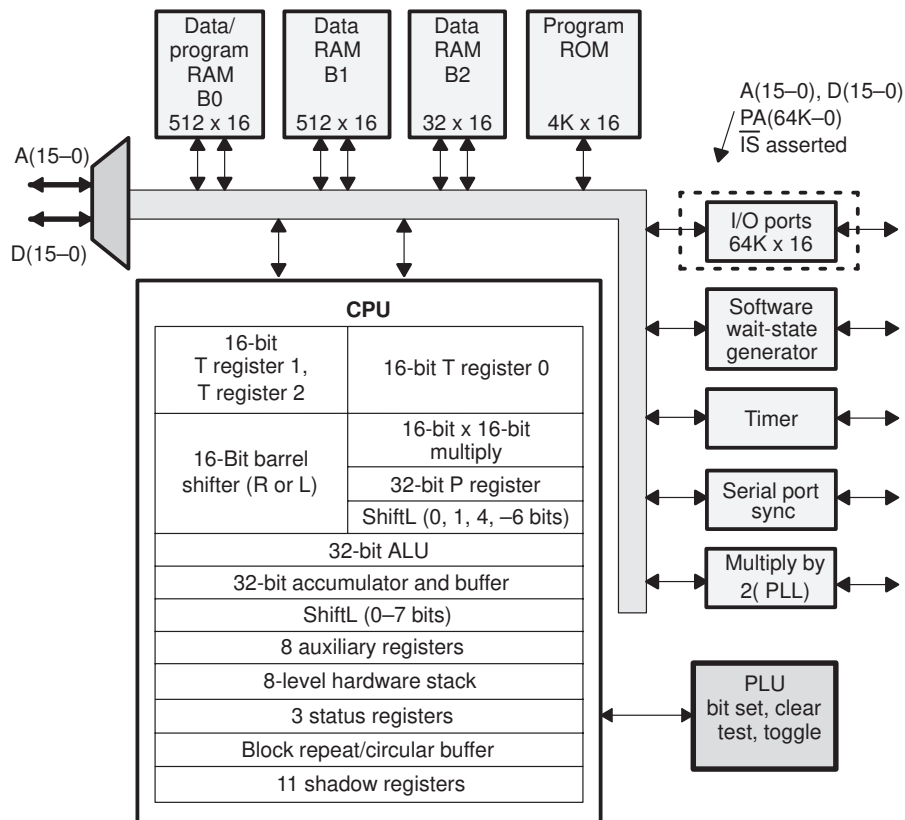 Data/
program
RAM
B0
512 x 16
Data
RAM
B1
512 x 16
Data
RAM
B2
32 x 16
Program
ROM
4K x 16
A(15–0), D(15–0)
PA(64K–0)
IS asserted
A(15–0)
D(15–0)
I/O ports
64K x 16
Software
wait-state
generator
Timer
Serial port
sync
Multiply by
2( PLL)
CPU
16-bit
T register 1,
T register 2
16-bit T register 0
16-Bit barrel
shifter (R or L)
16-bit x 16-bit
multiply
32-bit P register
ShiftL (0, 1, 4, –6 bits)
32-bit ALU
32-bit accumulator and buffer
ShiftL (0–7 bits)
8 auxiliary registers
8-level hardware stack
3 status registers
Block repeat/circular buffer
11 shadow registers
PLU
bit set, clear
test, toggle